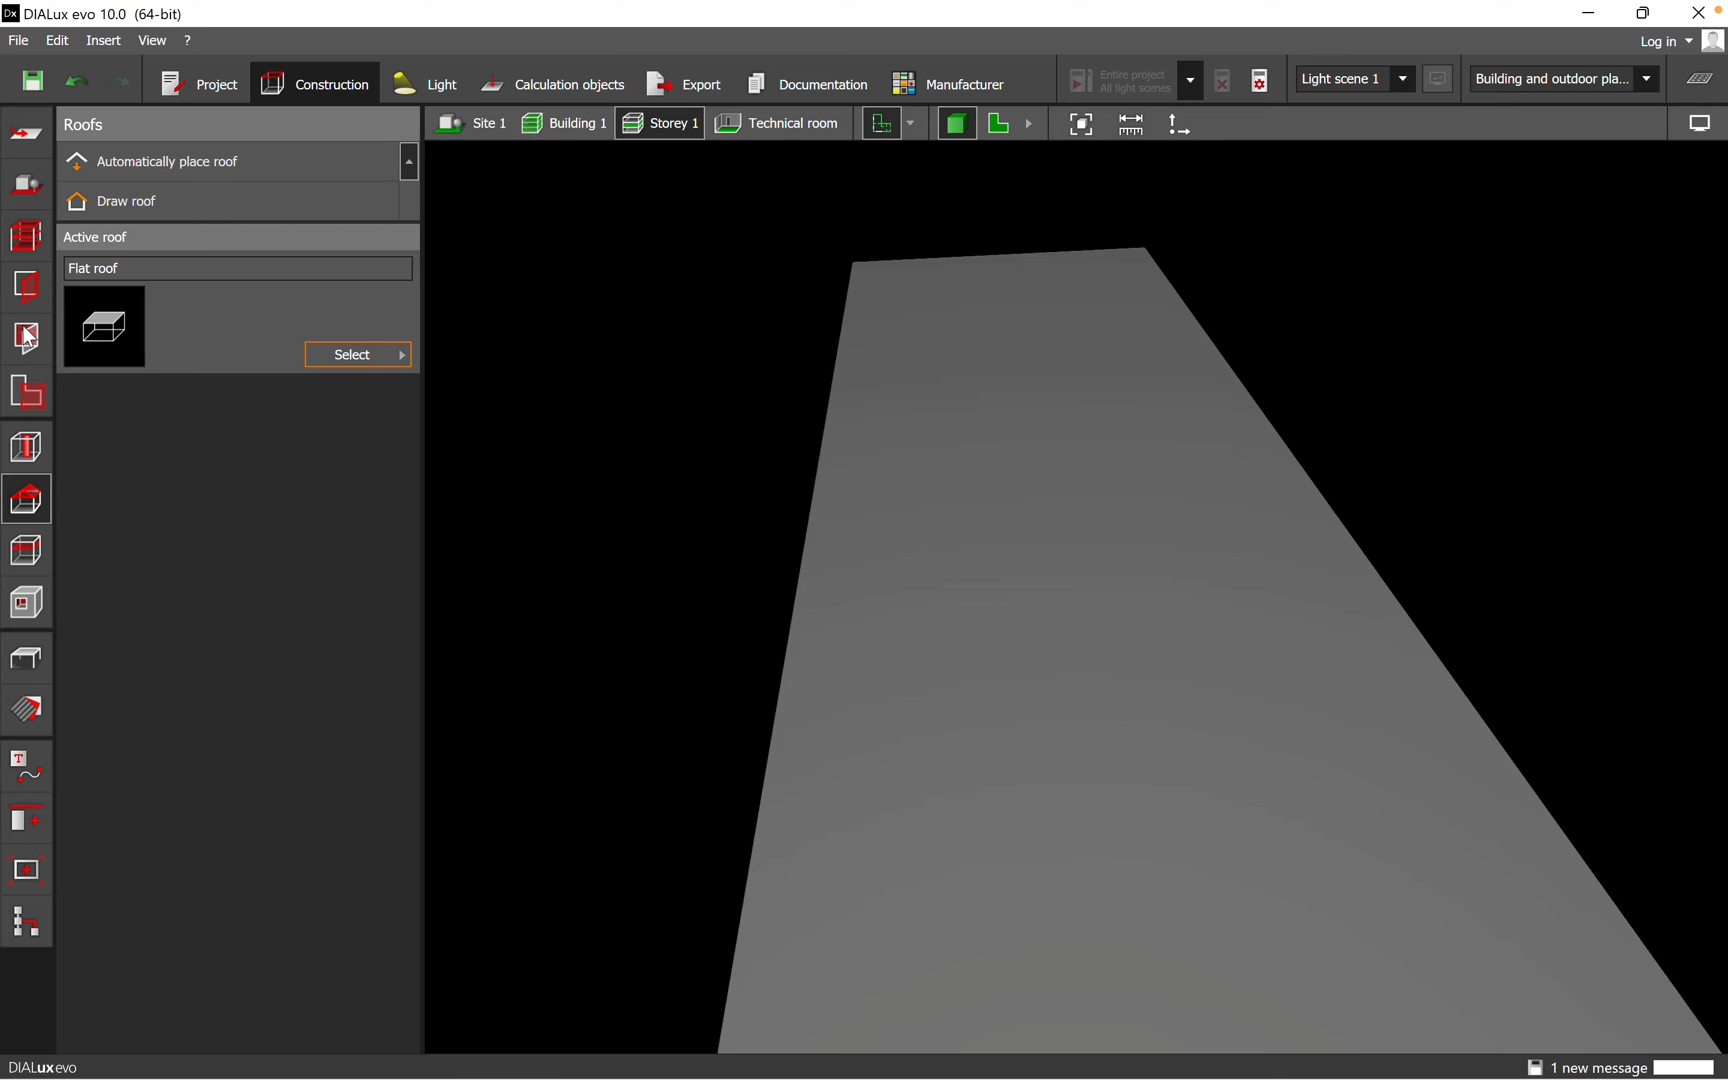 Dx DIALux evo 10.0 (64-bit)
File Edit Insert View ? Log in
Project Construction Light Calculation objects Export Documentation Manufacturer Entire project All light scenes Light scene 1 Building and outdoor pla...
Roofs
Site 1 Building 1 Storey 1 Technical room
Automatically place roof
Draw roof
Active roof
Flat roof
Select
T
DIALux evo
1 new message